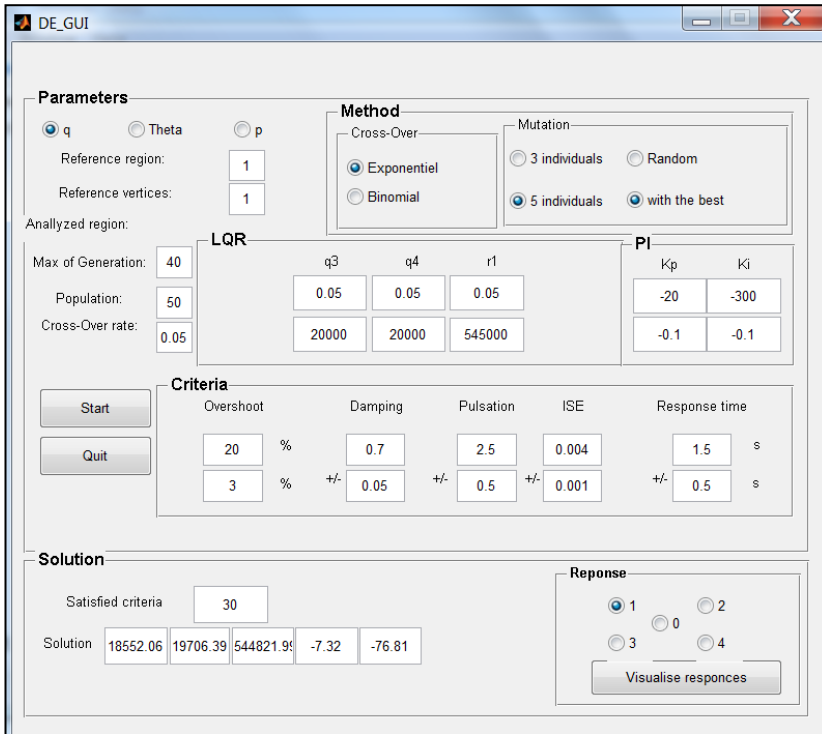 DE_GUI
Parameters
q Theta p
Reference region: 1
Reference vertices: 1
Anallyzed region:
Method
Cross-Over
Exponentiel
Binomial
Mutation
3 individuals Random
5 individuals with the best
Max of Generation: 40
Population: 50
Cross-Over rate: 0.05
LQR
q3 q4 r1
0.05 0.05 0.05
20000 20000 545000
PI
Kp Ki
-20 -300
-0.1 -0.1
Start
Quit
Criteria
Overshoot Damping Pulsation ISE Response time
20 % 0.7 2.5 0.004 1.5 s
3 % +/- 0.05 +/- 0.5 +/- 0.001 +/- 0.5 s
Solution
Satisfied criteria 30
Solution 18552.06 19706.39 544821.99 -7.32 -76.81
Reponse
1 2
0
3 4
Visualise responces